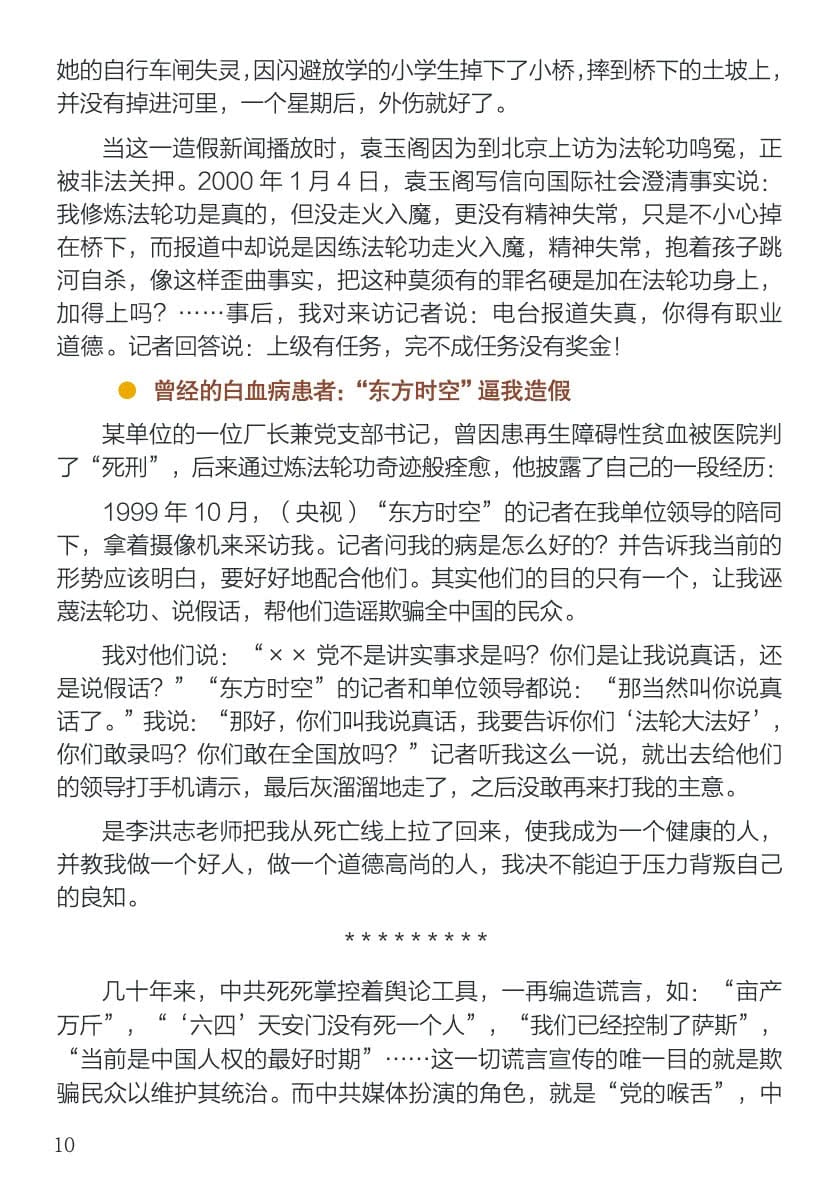 她的自行车闸失灵，因闪避放学的小学生掉下了小桥，摔到桥下的土坡上，
并没有掉进河里，一个星期后，外伤就好了。
当这一造假新闻播放时，袁玉阁因为到北京上访为法轮功鸣冤，正
被非法关押。2000 年 1 月 4 日，袁玉阁写信向国际社会澄清事实说：
我修炼法轮功是真的，但没走火入魔，更没有精神失常，只是不小心掉
在桥下，而报道中却说是因练法轮功走火入魔，精神失常，抱着孩子跳
河自杀，像这样歪曲事实，把这种莫须有的罪名硬是加在法轮功身上，
加得上吗？……事后，我对来访记者说：电台报道失真，你得有职业
道德。记者回答说：上级有任务，完不成任务没有奖金！
● 曾经的白血病患者：“东方时空”逼我造假
某单位的一位厂长兼党支部书记，曾因患再生障碍性贫血被医院判
了“死刑”，后来通过炼法轮功奇迹般痊愈，他披露了自己的一段经历：
1999 年 10 月，（央视）“东方时空”的记者在我单位领导的陪同
下，拿着摄像机来采访我。记者问我的病是怎么好的？并告诉我当前的
形势应该明白，要好好地配合他们。其实他们的目的只有一个，让我诬
蔑法轮功、说假话，帮他们造谣欺骗全中国的民众。
我对他们说：“×× 党不是讲实事求是吗？你们是让我说真话，还
是说假话？”“东方时空”的记者和单位领导都说：“那当然叫你说真
话了。”我说：“那好，你们叫我说真话，我要告诉你们‘法轮大法好’，
你们敢录吗？你们敢在全国放吗？”记者听我这么一说，就出去给他们
的领导打手机请示，最后灰溜溜地走了，之后没敢再来打我的主意。
是李洪志老师把我从死亡线上拉了回来，使我成为一个健康的人，
并教我做一个好人，做一个道德高尚的人，我决不能迫于压力背叛自己
的良知。
* * * * * * * * *
几十年来，中共死死掌控着舆论工具，一再编造谎言，如：“亩产
万斤”，“‘六四’天安门没有死一个人”，“我们已经控制了萨斯”，
“当前是中国人权的最好时期”……这一切谎言宣传的唯一目的就是欺
骗民众以维护其统治。而中共媒体扮演的角色，就是“党的喉舌”，中
10